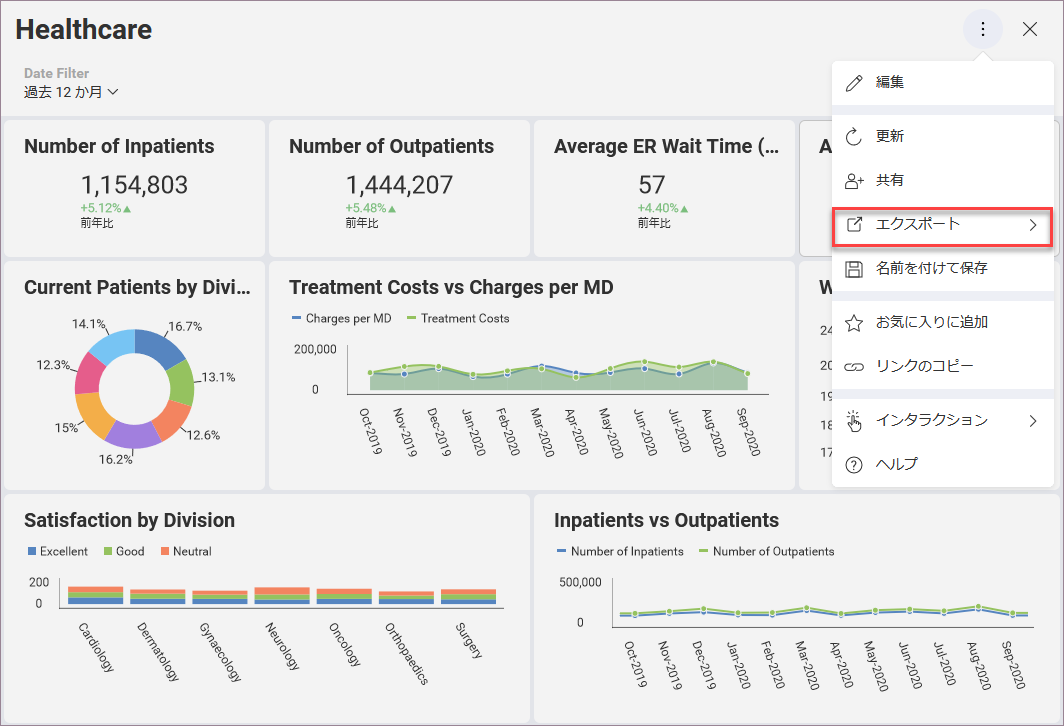 Healthcare
Date Filter
過去 12 か月
編集
更新
共有
エクスポート
名前を付けて保存
お気に入りに追加
リンクのコピー
インタラクション
ヘルプ
Number of Inpatients
1,154,803
+5.12%▲
前年比
Number of Outpatients
1,444,207
+5.48%▲
前年比
Average ER Wait Time (...
57
+4.40%▲
前年比
A
Current Patients by Divi...
14.1%
16.7%
12.3%
13.1%
15%
12.6%
16.2%
Treatment Costs vs Charges per MD
Charges per MD Treatment Costs
200,000
0
Oct-2019 Nov-2019 Dec-2019 Jan-2020 Feb-2020 Mar-2020 Apr-2020 May-2020 Jun-2020 Jul-2020 Aug-2020 Sep-2020
W
24
20
19
18
17
Satisfaction by Division
Excellent Good Neutral
200
0
Cardiology Dermatology Gynaecology Neurology Oncology Orthopaedics Surgery
Inpatients vs Outpatients
Number of Inpatients Number of Outpatients
500,000
0
Oct-2019 Nov-2019 Dec-2019 Jan-2020 Feb-2020 Mar-2020 Apr-2020 May-2020 Jun-2020 Jul-2020 Aug-2020 Sep-2020